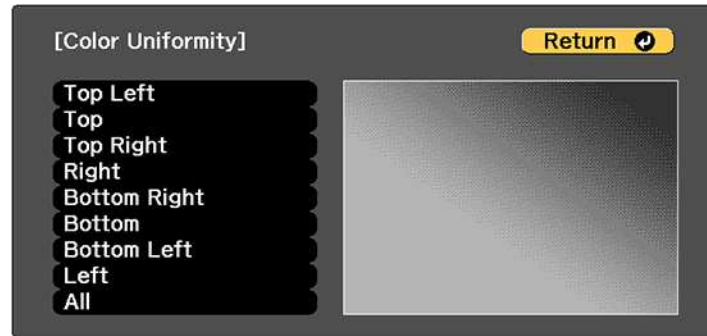 [Color Uniformity]
Return
Top Left
Top
Top Right
Right
Bottom Right
Bottom
Bottom Left
Left
All